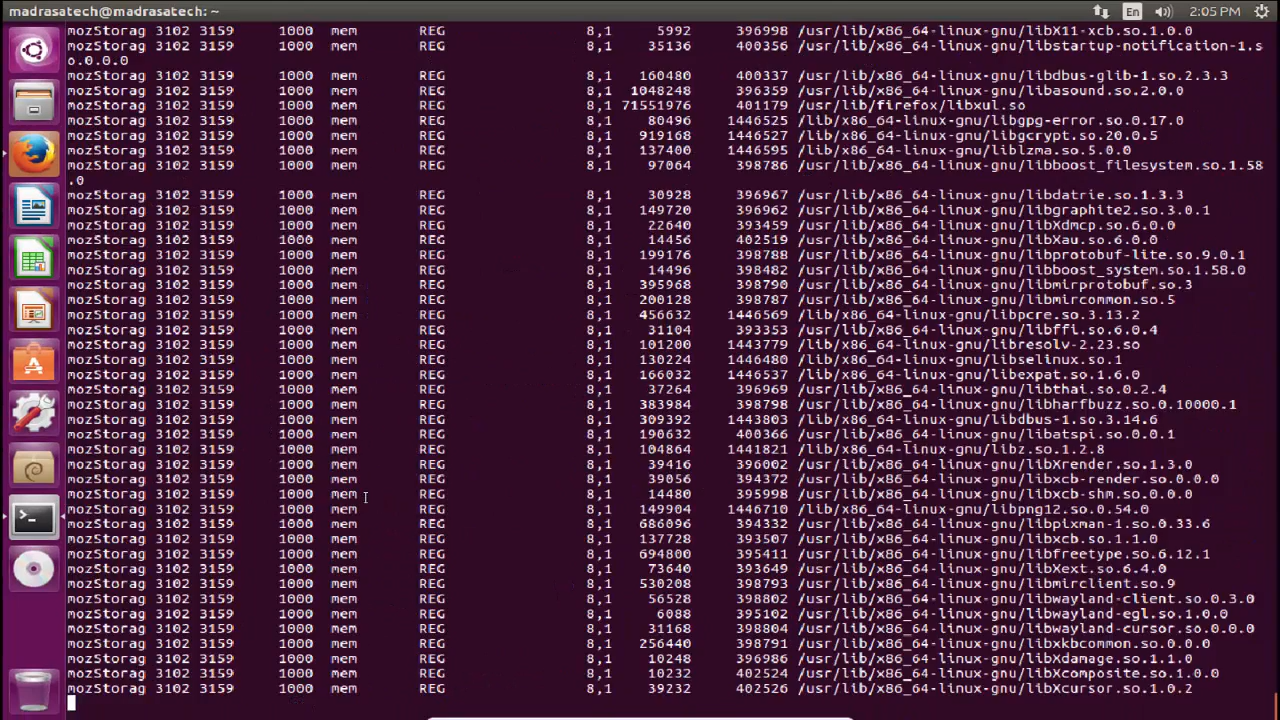 madrasatech@madrasatech: ~
En
2:05 PM
mozStorag 3102 3159 1000 mem REG 8,1 5992 396998 /usr/lib/x86_64-linux-gnu/libX11-xcb.so.1.0.0
mozStorag 3102 3159 1000 mem REG 8,1 35136 400356 /usr/lib/x86_64-linux-gnu/libstartup-notification-1.s
o.0.0.0
mozStorag 3102 3159 1000 mem REG 8,1 160480 400337 /usr/lib/x86_64-linux-gnu/libdbus-glib-1.so.2.3.3
mozStorag 3102 3159 1000 mem REG 8,1 1048248 396359 /usr/lib/x86_64-linux-gnu/libasound.so.2.0.0
mozStorag 3102 3159 1000 mem REG 8,1 71551976 401179 /usr/lib/firefox/libxul.so
mozStorag 3102 3159 1000 mem REG 8,1 80496 1446525 /lib/x86_64-linux-gnu/libgpg-error.so.0.17.0
mozStorag 3102 3159 1000 mem REG 8,1 919168 1446527 /lib/x86_64-linux-gnu/libgcrypt.so.20.0.5
mozStorag 3102 3159 1000 mem REG 8,1 137400 1446595 /lib/x86_64-linux-gnu/liblzma.so.5.0.0
mozStorag 3102 3159 1000 mem REG 8,1 97064 398786 /usr/lib/x86_64-linux-gnu/libboost_filesystem.so.1.58
.0
mozStorag 3102 3159 1000 mem REG 8,1 30928 396967 /usr/lib/x86_64-linux-gnu/libdatrie.so.1.3.3
mozStorag 3102 3159 1000 mem REG 8,1 149720 396962 /usr/lib/x86_64-linux-gnu/libgraphite2.so.3.0.1
mozStorag 3102 3159 1000 mem REG 8,1 22640 393459 /usr/lib/x86_64-linux-gnu/libXdmcp.so.6.0.0
mozStorag 3102 3159 1000 mem REG 8,1 14456 402519 /usr/lib/x86_64-linux-gnu/libXau.so.6.0.0
mozStorag 3102 3159 1000 mem REG 8,1 199176 398788 /usr/lib/x86_64-linux-gnu/libprotobuf-lite.so.9.0.1
mozStorag 3102 3159 1000 mem REG 8,1 14496 398482 /usr/lib/x86_64-linux-gnu/libboost_system.so.1.58.0
mozStorag 3102 3159 1000 mem REG 8,1 395968 398790 /usr/lib/x86_64-linux-gnu/libmirprotobuf.so.3
mozStorag 3102 3159 1000 mem REG 8,1 200128 398787 /usr/lib/x86_64-linux-gnu/libmircommon.so.5
mozStorag 3102 3159 1000 mem REG 8,1 456632 1446569 /lib/x86_64-linux-gnu/libpcre.so.3.13.2
mozStorag 3102 3159 1000 mem REG 8,1 31104 393353 /usr/lib/x86_64-linux-gnu/libffi.so.6.0.4
mozStorag 3102 3159 1000 mem REG 8,1 101200 1443779 /lib/x86_64-linux-gnu/libresolv-2.23.so
mozStorag 3102 3159 1000 mem REG 8,1 130224 1446480 /lib/x86_64-linux-gnu/libselinux.so.1
mozStorag 3102 3159 1000 mem REG 8,1 166032 1446537 /lib/x86_64-linux-gnu/libexpat.so.1.6.0
mozStorag 3102 3159 1000 mem REG 8,1 37264 396969 /usr/lib/x86_64-linux-gnu/libthai.so.0.2.4
mozStorag 3102 3159 1000 mem REG 8,1 383984 398798 /usr/lib/x86_64-linux-gnu/libharfbuzz.so.0.10000.1
mozStorag 3102 3159 1000 mem REG 8,1 309392 1443803 /lib/x86_64-linux-gnu/libdbus-1.so.3.14.6
mozStorag 3102 3159 1000 mem REG 8,1 190632 400366 /usr/lib/x86_64-linux-gnu/libatspi.so.0.0.1
mozStorag 3102 3159 1000 mem REG 8,1 104864 1441821 /lib/x86_64-linux-gnu/libz.so.1.2.8
mozStorag 3102 3159 1000 mem REG 8,1 39416 396002 /usr/lib/x86_64-linux-gnu/libXrender.so.1.3.0
mozStorag 3102 3159 1000 mem REG 8,1 39056 394372 /usr/lib/x86_64-linux-gnu/libxcb-render.so.0.0.0
mozStorag 3102 3159 1000 mem REG 8,1 14480 395998 /usr/lib/x86_64-linux-gnu/libxcb-shm.so.0.0.0
mozStorag 3102 3159 1000 mem REG 8,1 149904 1446710 /lib/x86_64-linux-gnu/libpng12.so.0.54.0
mozStorag 3102 3159 1000 mem REG 8,1 686096 394332 /usr/lib/x86_64-linux-gnu/libpixman-1.so.0.33.6
mozStorag 3102 3159 1000 mem REG 8,1 137728 393507 /usr/lib/x86_64-linux-gnu/libxcb.so.1.1.0
mozStorag 3102 3159 1000 mem REG 8,1 694800 395411 /usr/lib/x86_64-linux-gnu/libfreetype.so.6.12.1
mozStorag 3102 3159 1000 mem REG 8,1 73640 393649 /usr/lib/x86_64-linux-gnu/libXext.so.6.4.0
mozStorag 3102 3159 1000 mem REG 8,1 530208 398793 /usr/lib/x86_64-linux-gnu/libmirclient.so.9
mozStorag 3102 3159 1000 mem REG 8,1 56528 398802 /usr/lib/x86_64-linux-gnu/libwayland-client.so.0.3.0
mozStorag 3102 3159 1000 mem REG 8,1 6088 395102 /usr/lib/x86_64-linux-gnu/libwayland-egl.so.1.0.0
mozStorag 3102 3159 1000 mem REG 8,1 31168 398804 /usr/lib/x86_64-linux-gnu/libwayland-cursor.so.0.0.0
mozStorag 3102 3159 1000 mem REG 8,1 256440 398791 /usr/lib/x86_64-linux-gnu/libxkbcommon.so.0.0.0
mozStorag 3102 3159 1000 mem REG 8,1 10248 396986 /usr/lib/x86_64-linux-gnu/libXdamage.so.1.1.0
mozStorag 3102 3159 1000 mem REG 8,1 10232 402524 /usr/lib/x86_64-linux-gnu/libXcomposite.so.1.0.0
mozStorag 3102 3159 1000 mem REG 8,1 39232 402526 /usr/lib/x86_64-linux-gnu/libXcursor.so.1.0.2